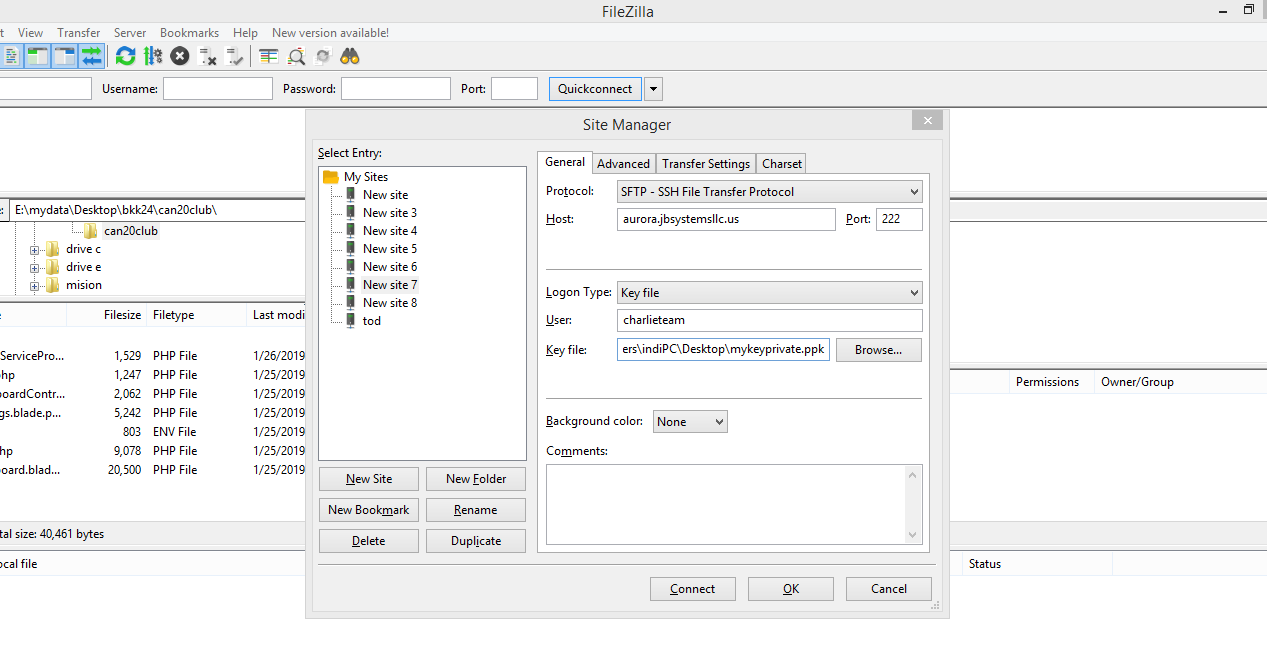 FileZilla
t View Transfer Server Bookmarks Help New version available!
Username: Password: Port: Quickconnect
Site Manager
Select Entry:
My Sites
New site
New site 3
New site 4
New site 5
New site 6
New site 7
New site 8
tod
New Site New Folder
New Bookmark Rename
Delete Duplicate
General Advanced Transfer Settings Charset
Protocol: SFTP - SSH File Transfer Protocol
Host: aurora.jbsystemsllc.us Port: 222
Logon Type: Key file
User: charlieteam
Key file: ers\indiPC\Desktop\mykeyprivate.ppk Browse...
Background color: None
Comments:
Connect OK Cancel
e: E:\mydata\Desktop\bkk24\can20club\
can20club
drive c
drive e
mision
Filesize Filetype Last modi
ServicePro... 1,529 PHP File 1/26/2019
php 1,247 PHP File 1/25/2019
boardContr... 2,062 PHP File 1/25/2019
gs.blade.p... 5,242 PHP File 1/25/2019
803 ENV File 1/25/2019
hp 9,078 PHP File 1/25/2019
board.blad... 20,500 PHP File 1/25/2019
tal size: 40,461 bytes
ocal file
Permissions Owner/Group
Status